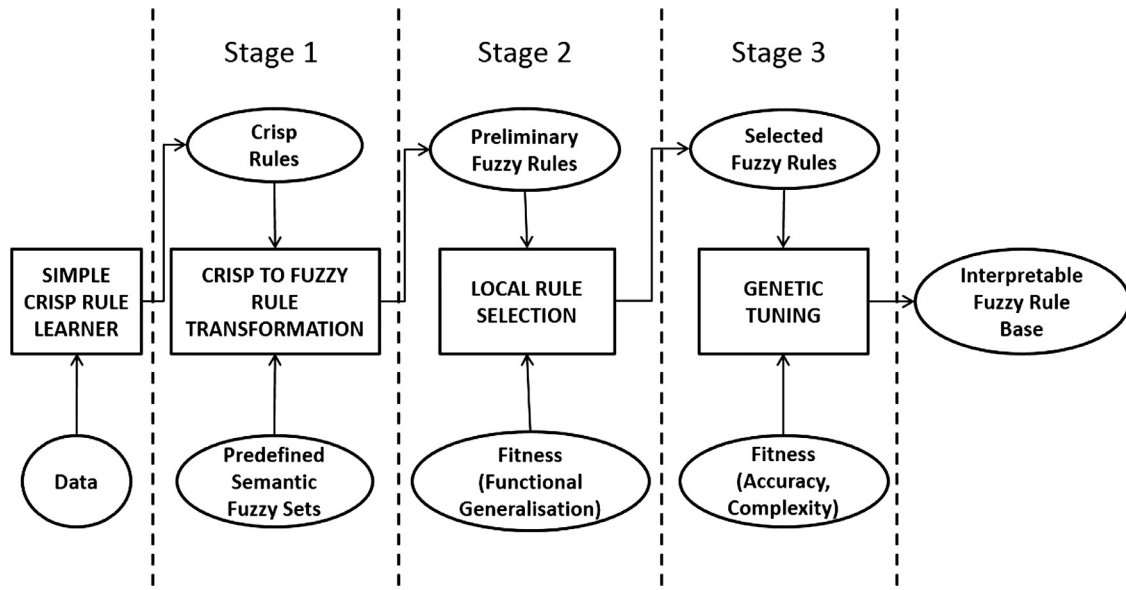 Stage 1
Stage 2
Stage 3
Crisp
Rules
Preliminary
Fuzzy Rules
Selected
Fuzzy Rules
SIMPLE
CRISP RULE
LEARNER
CRISP TO FUZZY
RULE
TRANSFORMATION
LOCAL RULE
SELECTION
GENETIC
TUNING
Interpretable
Fuzzy Rule
Base
Data
Predefined
Semantic
Fuzzy Sets
Fitness
(Functional
Generalisation)
Fitness
(Accuracy,
Complexity)